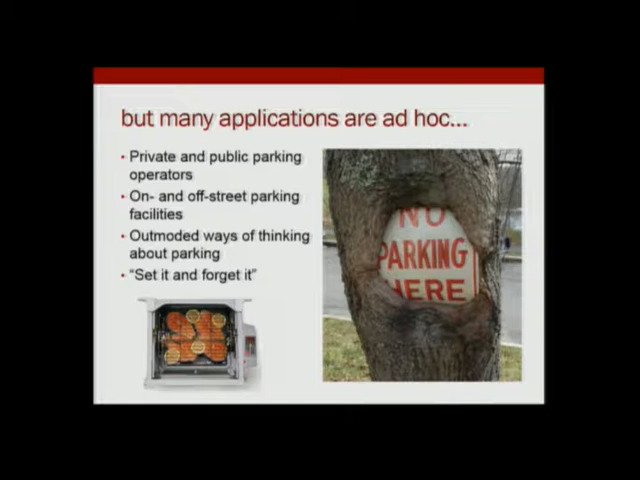 but many applications are ad hoc...
• Private and public parking
operators
• On- and off-street parking
facilities
• Outmoded ways of thinking
about parking
• “Set it and forget it”
NO
PARKING
HERE